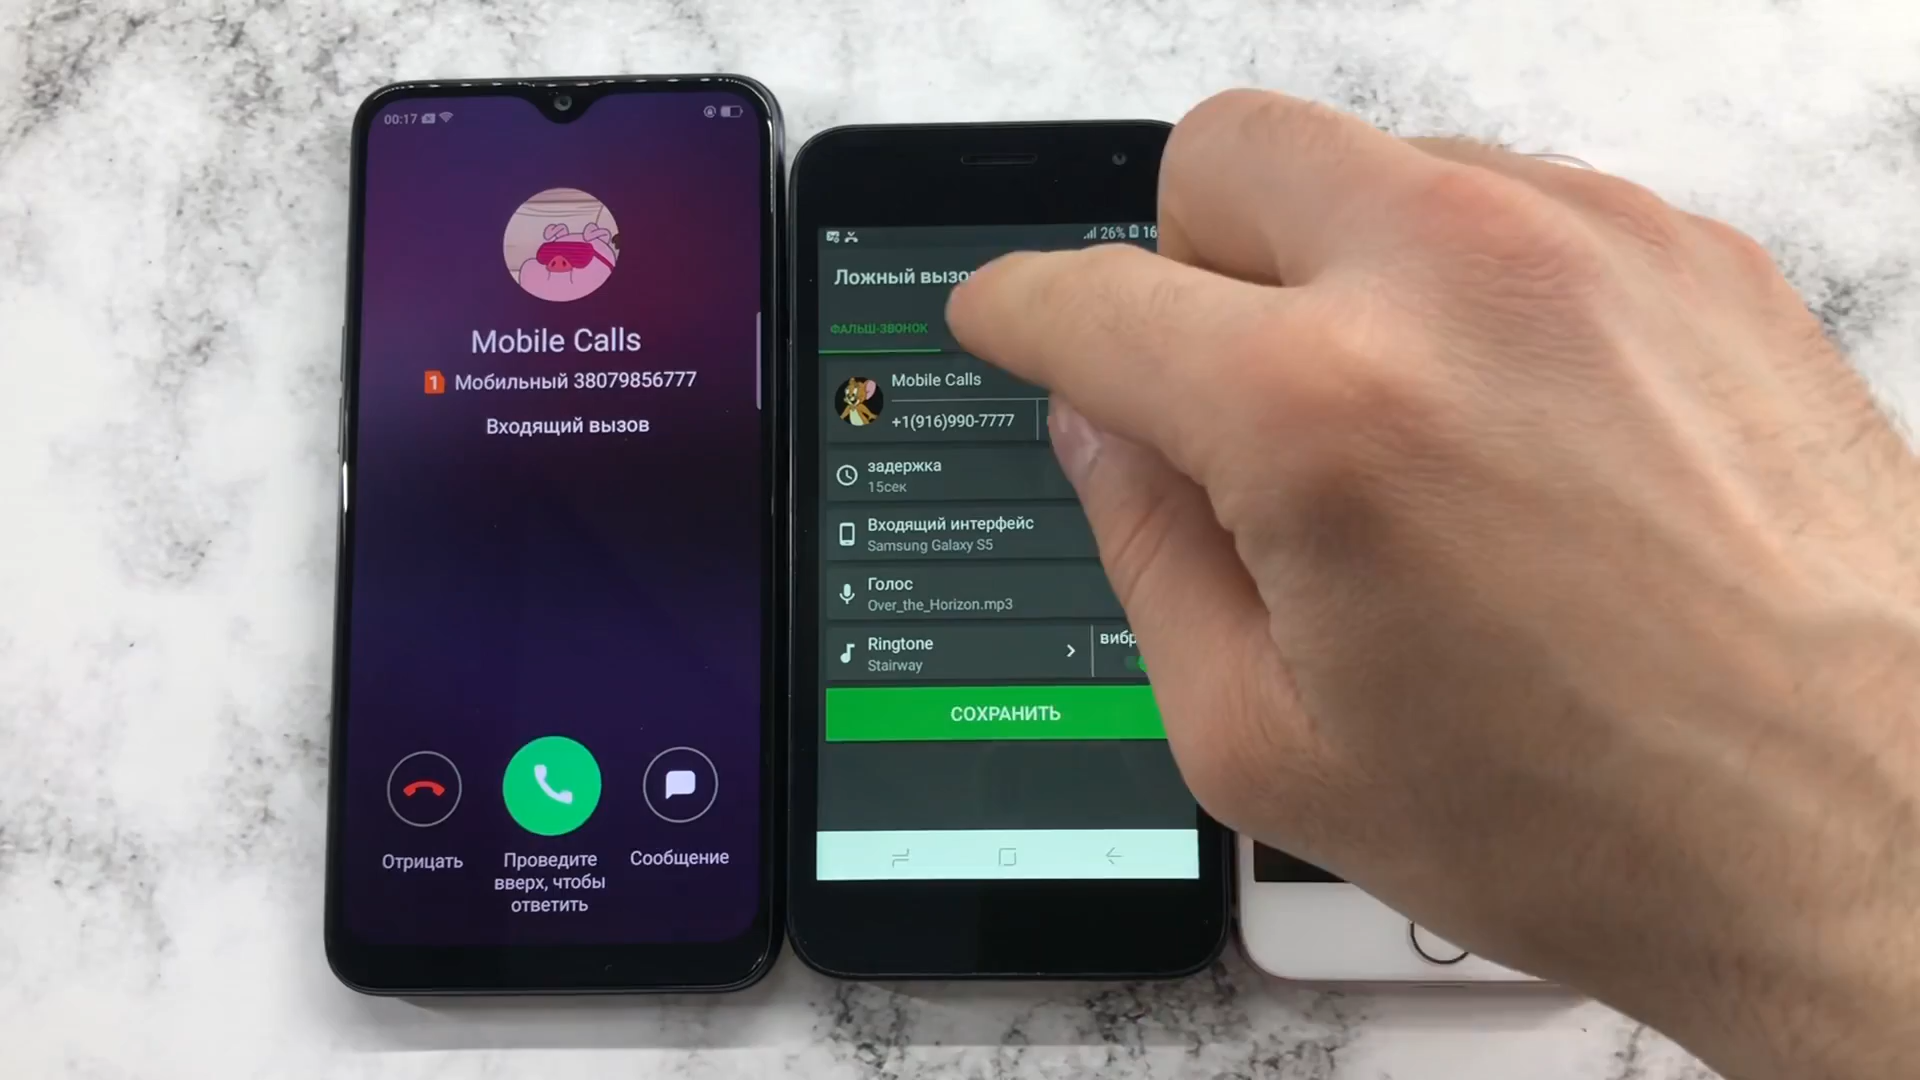 00:17
Mobile Calls
1 Мобильный 38079856777
Входящий вызов
Отрицать
Проведите
вверх, чтобы
ответить
Сообщение
26% 16
Ложный вызо
ФАЛЬШ-ЗВОНОК
Mobile Calls
+1(916)990-7777
задержка
15сек
Входящий интерфейс
Samsung Galaxy S5
Голос
Over_the_Horizon.mp3
Ringtone
Stairway
вибр
СОХРАНИТЬ